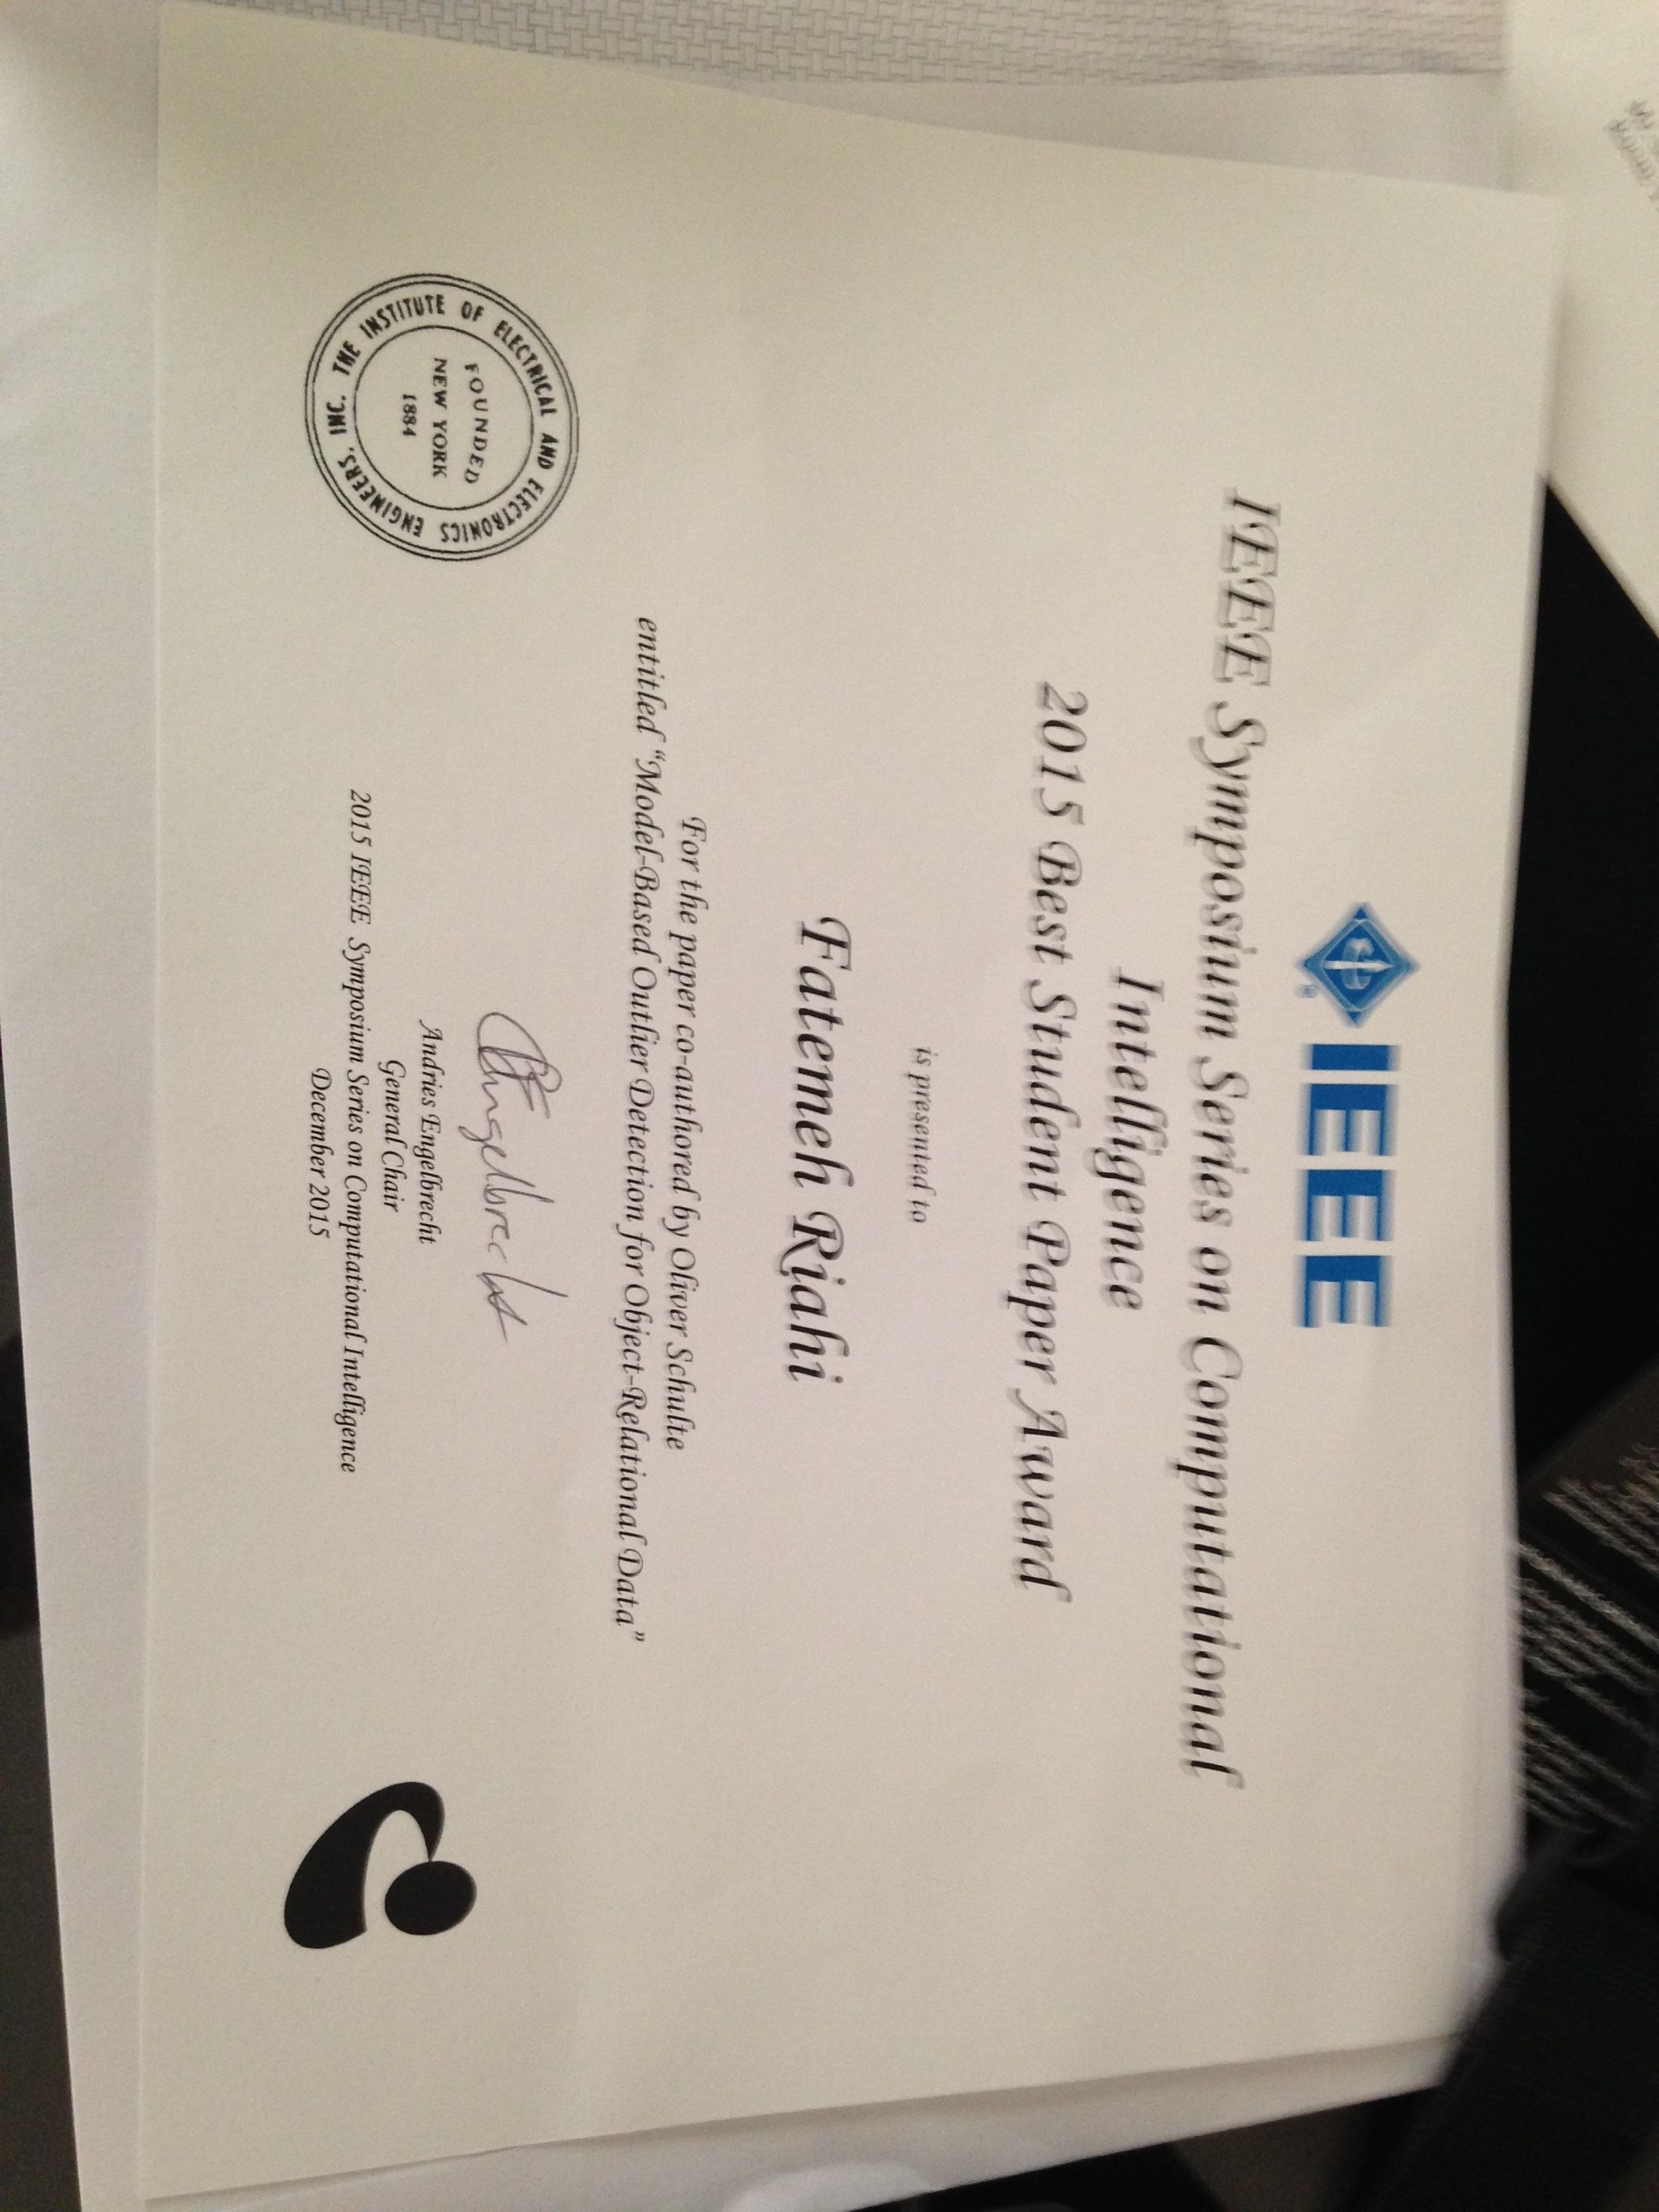 IEEE
IEEE Symposium Series on Computational
Intelligence
2015 Best Student Paper Award
is presented to
Fatemeh Riahi
For the paper co-authored by Oliver Schulte
entitled “Model-Based Outlier Detection for Object-Relational Data”
Engelbrecht
Andries Engelbrecht
General Chair
2015 IEEE Symposium Series on Computational Intelligence
December 2015
THE INSTITUTE OF ELECTRICAL AND ELECTRONICS ENGINEERS, INC.
FOUNDED
NEW YORK
1884